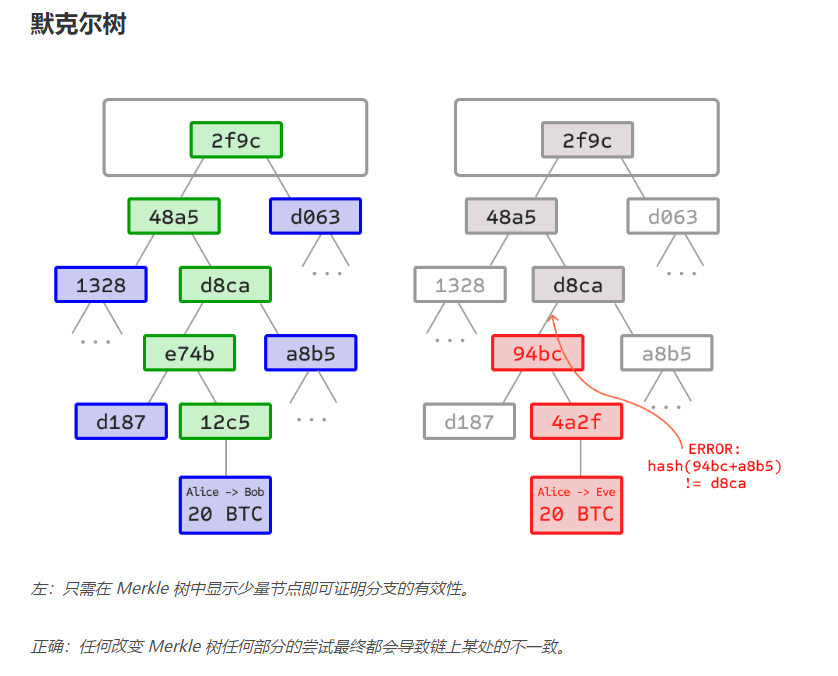 默克尔树
2f9c
2f9c
48a5
d063
48a5
d063
1328
d8ca
...
1328
d8ca
...
...
e74b
a8b5
...
94bc
a8b5
d187
12c5
...
d187
4a2f
...
ERROR:
hash(94bc+a8b5)
!= d8ca
Alice -> Bob
20 BTC
Alice -> Eve
20 BTC
左：只需在 Merkle 树中显示少量节点即可证明分支的有效性。
正确：任何改变 Merkle 树任何部分的尝试最终都会导致链上某处的不一致。